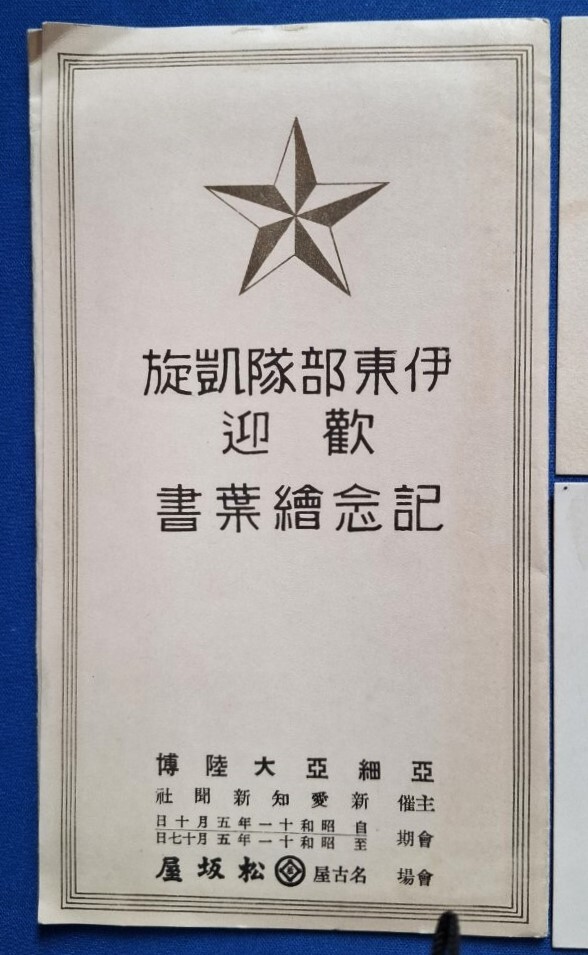 伊東部隊凱旋
歡迎
記念繪葉書
亞細亞大陸博
主催 新愛知新聞社
會期 自昭和十一年五月十日
至昭和十一年五月十七日
會場 名古屋 松坂屋